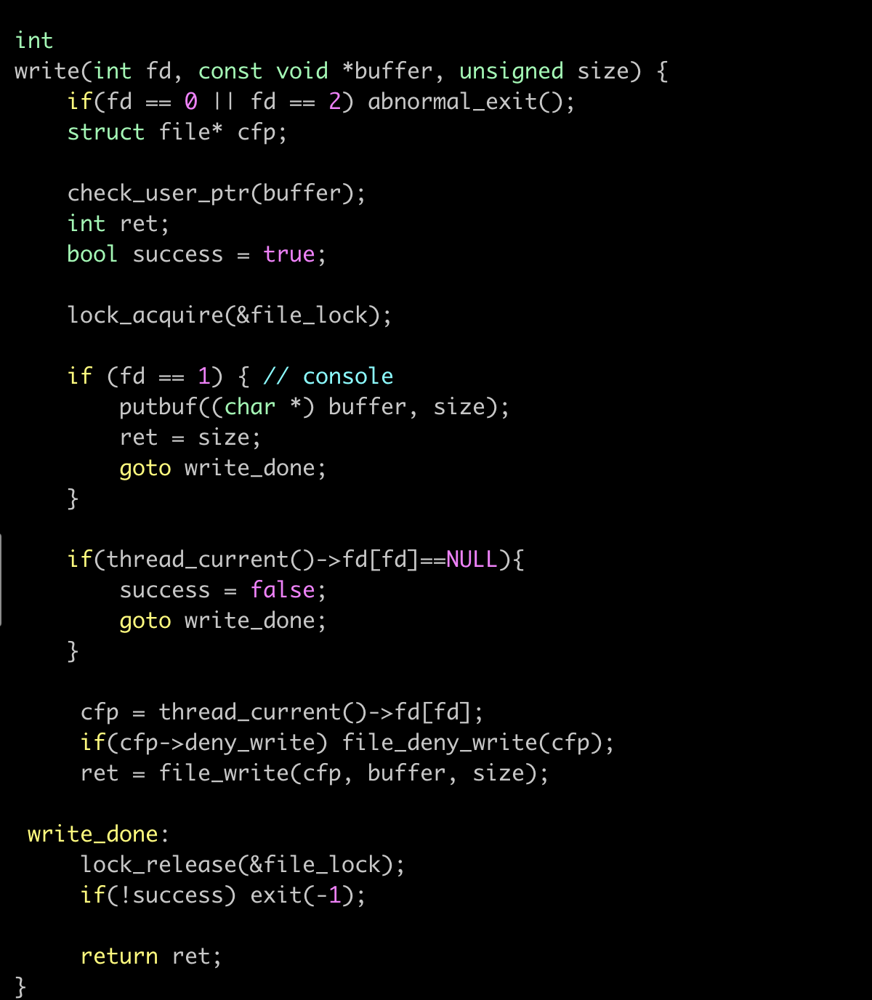 int
write(int fd, const void *buffer, unsigned size) {
    if(fd == 0 || fd == 2) abnormal_exit();
    struct file* cfp;

    check_user_ptr(buffer);
    int ret;
    bool success = true;

    lock_acquire(&file_lock);

    if (fd == 1) { // console
        putbuf((char *) buffer, size);
        ret = size;
        goto write_done;
    }

    if(thread_current()->fd[fd]==NULL){
        success = false;
        goto write_done;
    }

     cfp = thread_current()->fd[fd];
     if(cfp->deny_write) file_deny_write(cfp);
     ret = file_write(cfp, buffer, size);

 write_done:
     lock_release(&file_lock);
     if(!success) exit(-1);

     return ret;
}